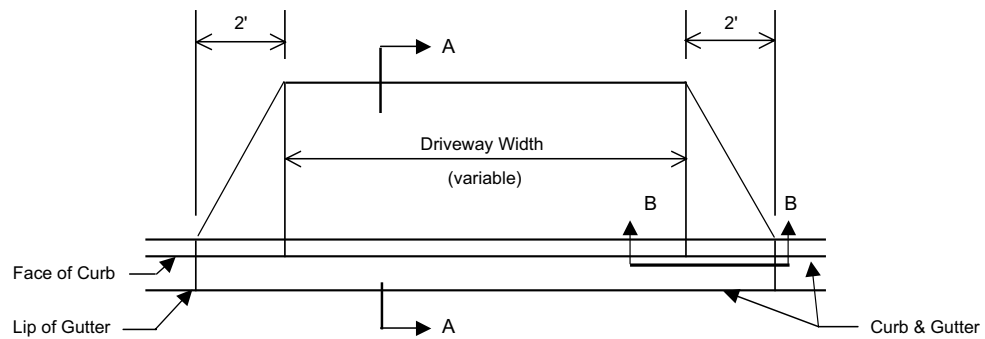 2'
2'
A
Driveway Width
(variable)
B
B
Face of Curb
Lip of Gutter
A
Curb & Gutter